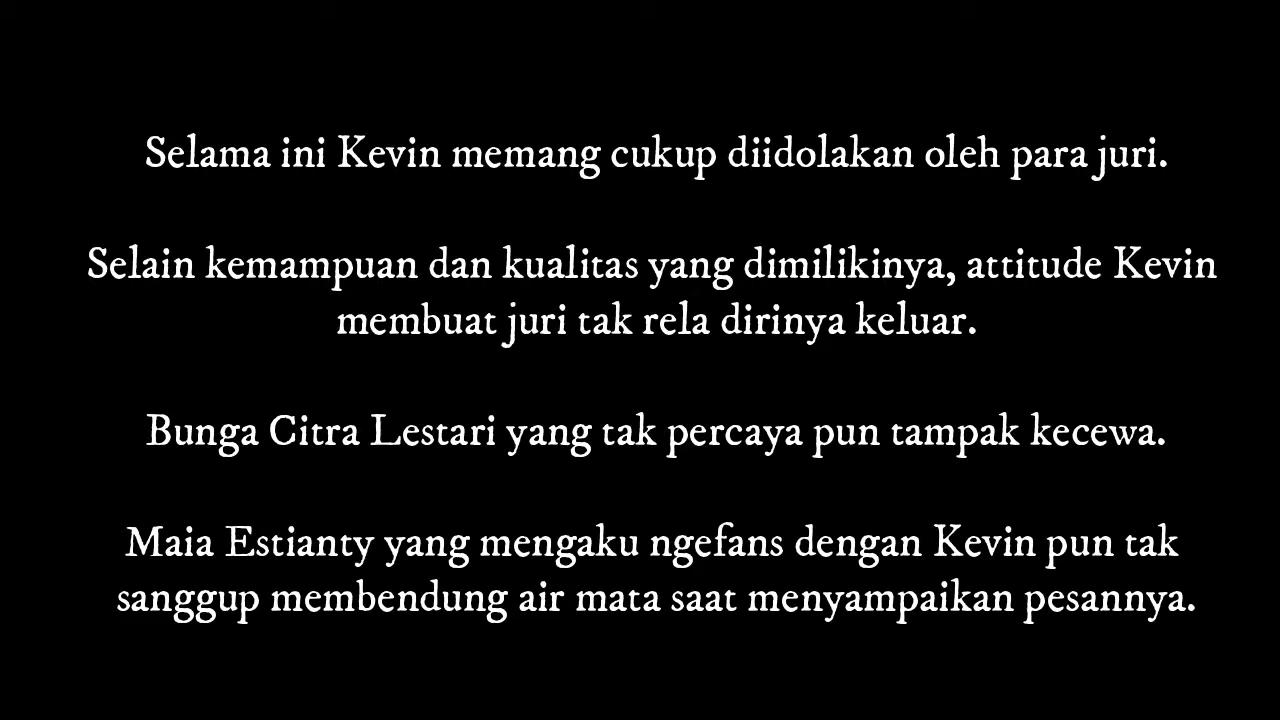 Selama ini Kevin memang cukup diidolakan oleh para juri.
Selain kemampuan dan kualitas yang dimilikinya, attitude Kevin
membuat juri tak rela dirinya keluar.
Bunga Citra Lestari yang tak percaya pun tampak kecewa.
Maia Estianty yang mengaku ngefans dengan Kevin pun tak
sanggup membendung air mata saat menyampaikan pesannya.